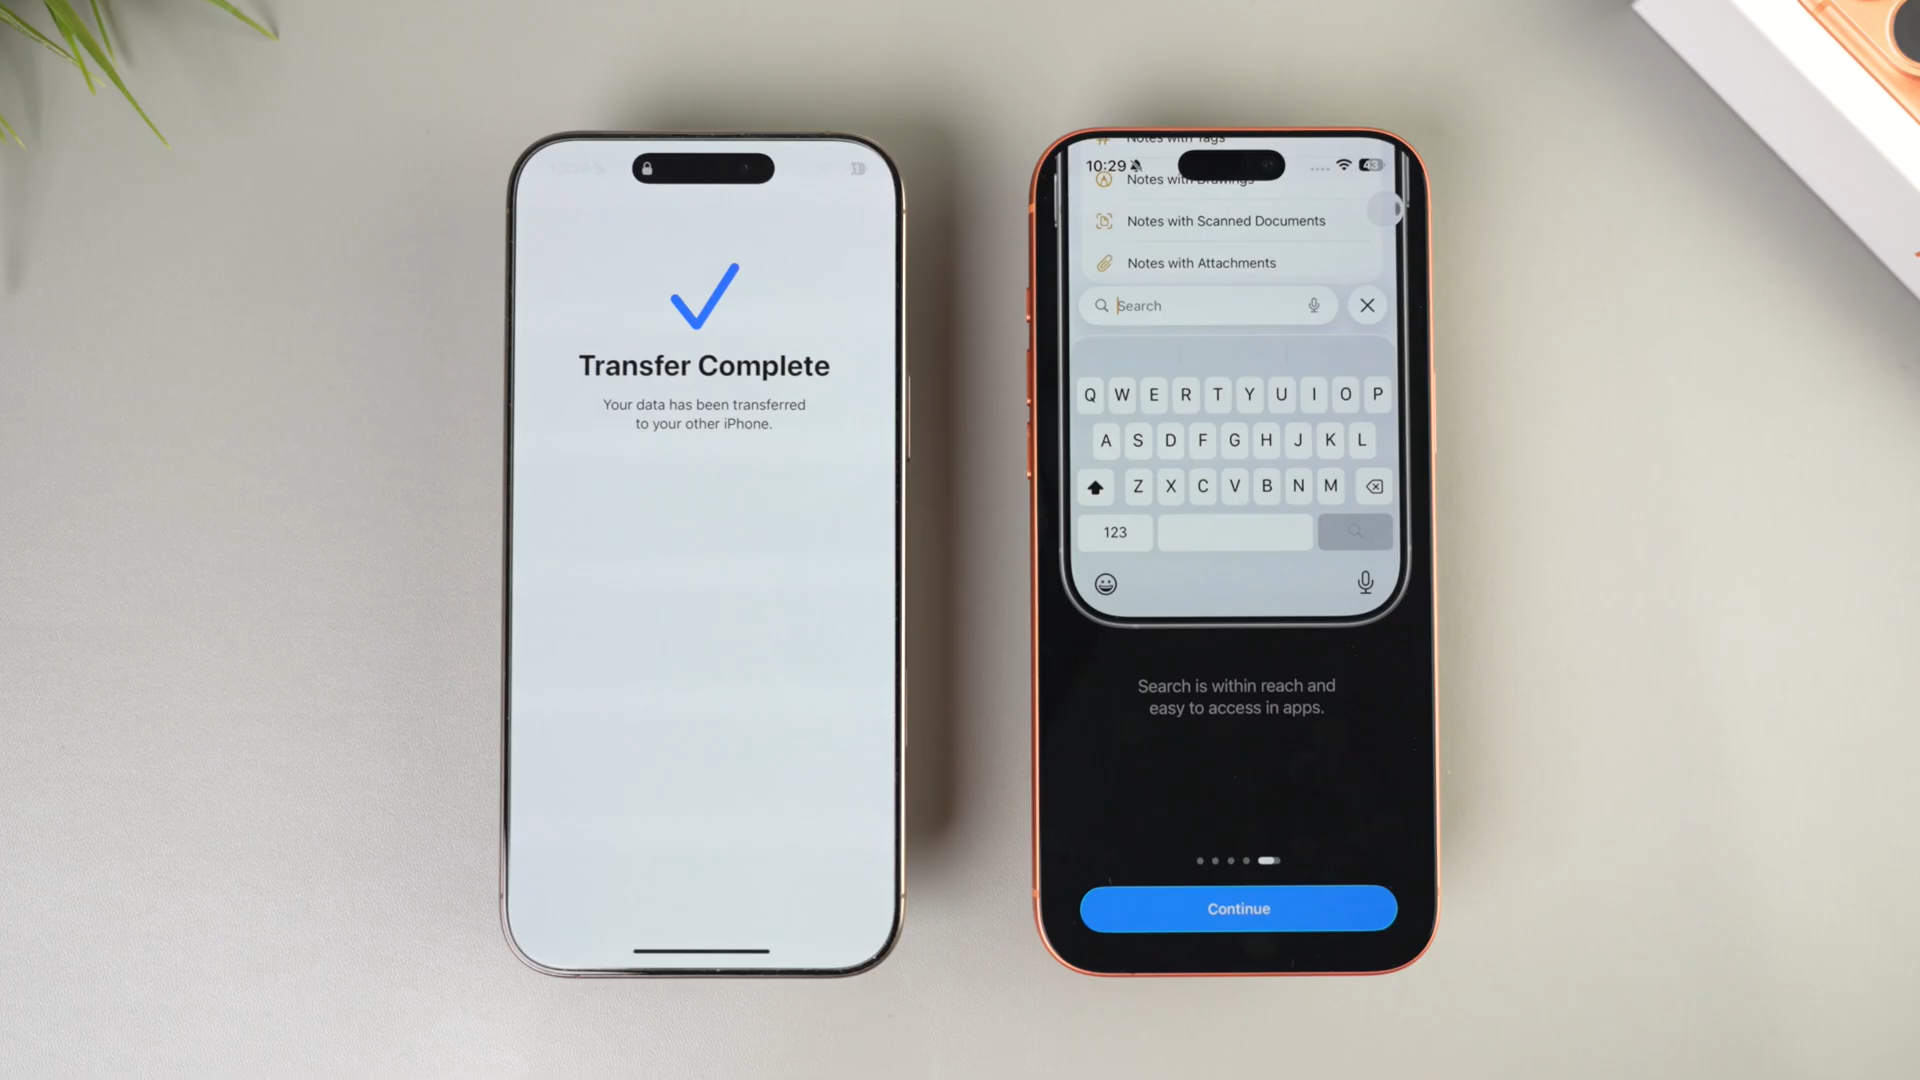 Transfer Complete
Your data has been transferred
to your other iPhone.
Notes with Tags
10:29
43
Notes with Drawings
Notes with Scanned Documents
Notes with Attachments
Search
Q W E R T Y U I O P
A S D F G H J K L
Z X C V B N M
123
Search is within reach and
easy to access in apps.
Continue